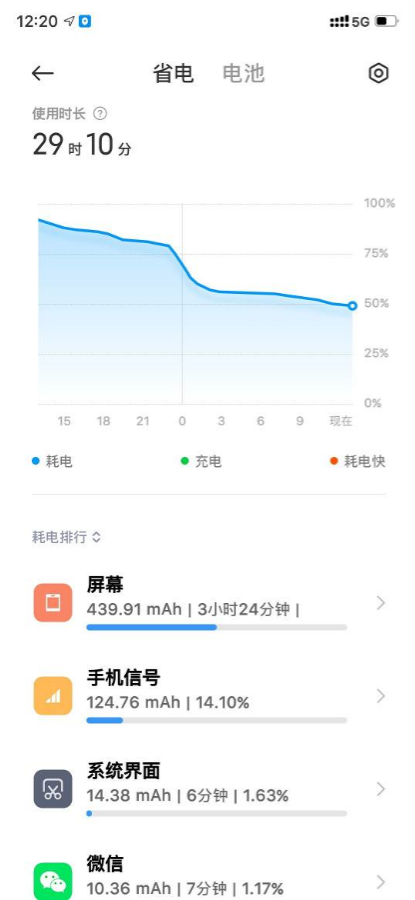 12:20 5G
省电 电池
使用时长
29时10分
100%
75%
50%
25%
0%
15 18 21 0 3 6 9 现在
耗电 充电 耗电快
耗电排行
屏幕
439.91 mAh | 3小时24分钟 |
手机信号
124.76 mAh | 14.10%
系统界面
14.38 mAh | 6分钟 | 1.63%
微信
10.36 mAh | 7分钟 | 1.17%